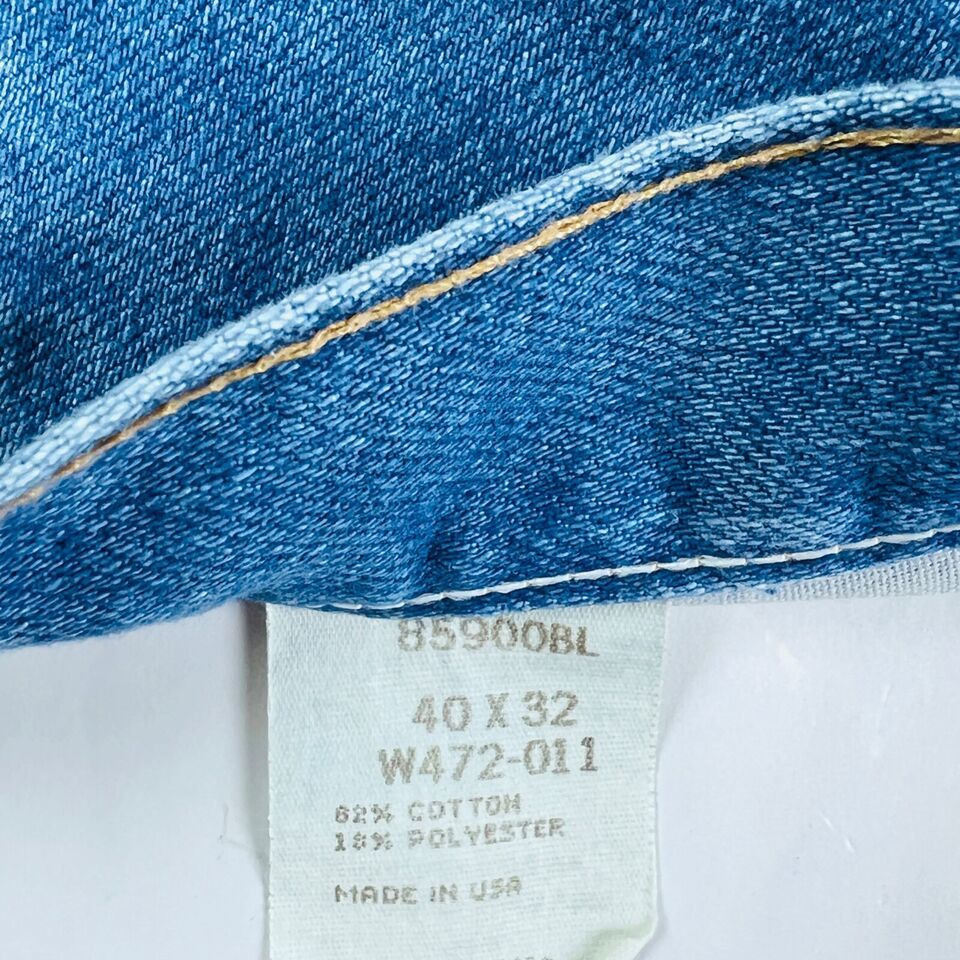 85900BL
40 X 32
W472-011
82% COTTON
18% POLYESTER
MADE IN USA